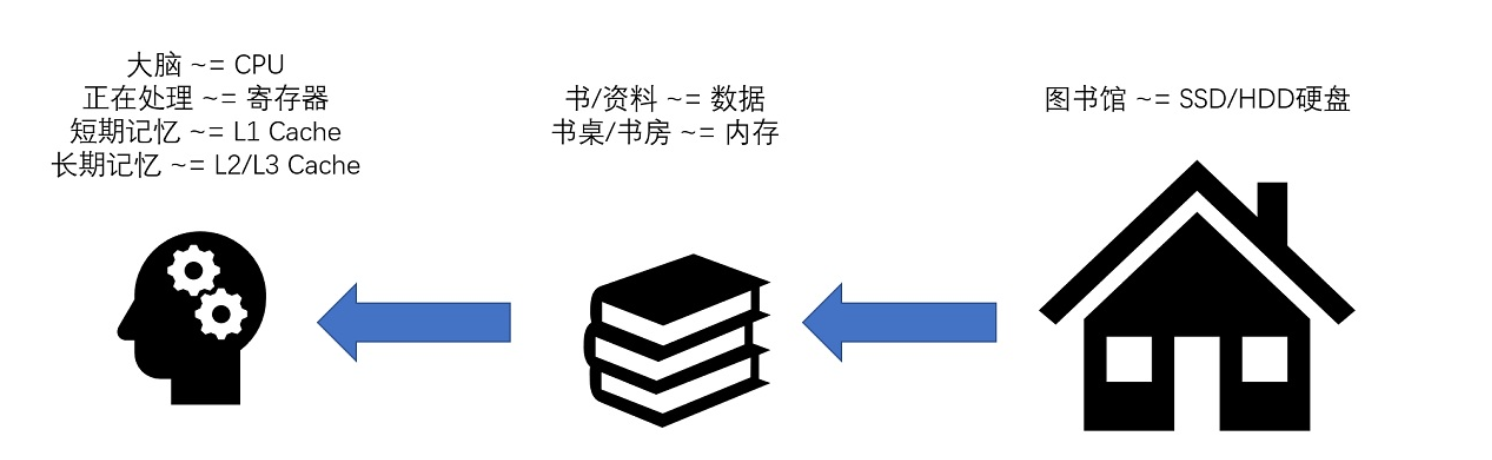 大脑 ~= CPU
正在处理 ~= 寄存器
短期记忆 ~= L1 Cache
长期记忆 ~= L2/L3 Cache
书/资料 ~= 数据
书桌/书房 ~= 内存
图书馆 ~= SSD/HDD硬盘